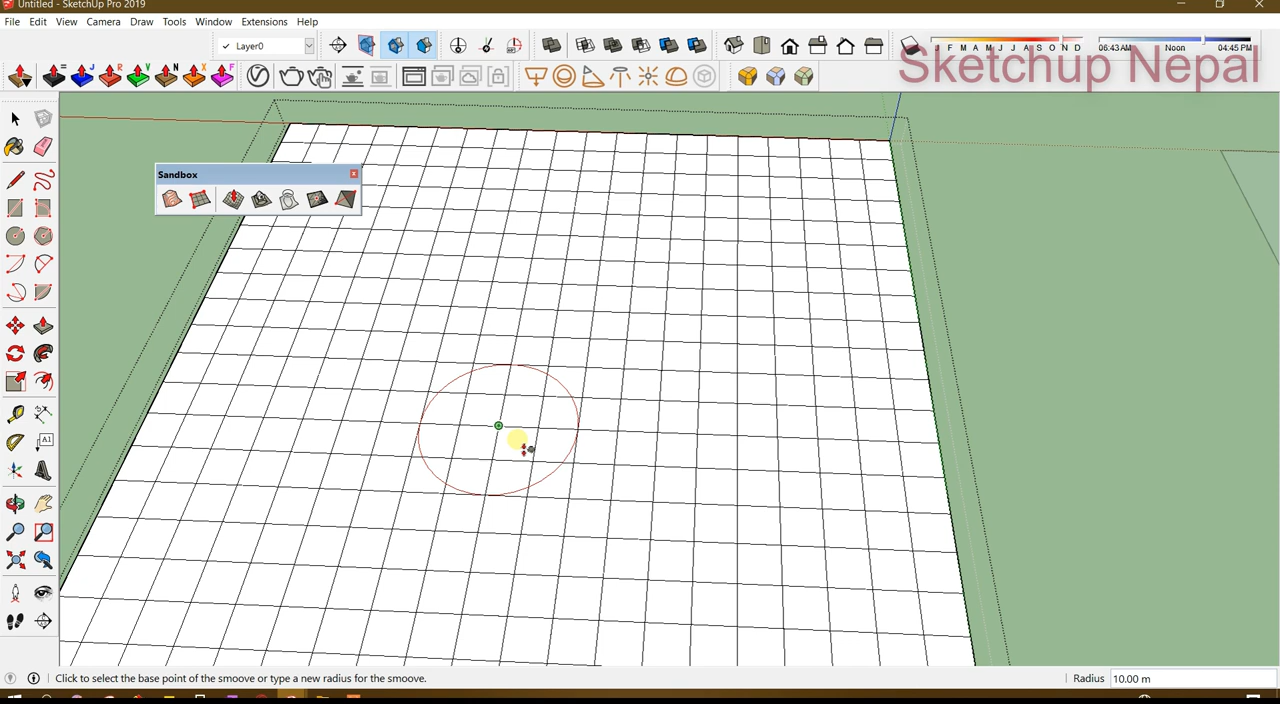 Untitled - SketchUp Pro 2019
File Edit View Camera Draw Tools Window Extensions Help
✓ Layer0
J F M A M J J A S O N D
06:43 AM Noon 04:45 PM
= J R V N X F
Sketchup Nepal
Sandbox
A1
Click to select the base point of the smoove or type a new radius for the smoove.
Radius 10.00 m